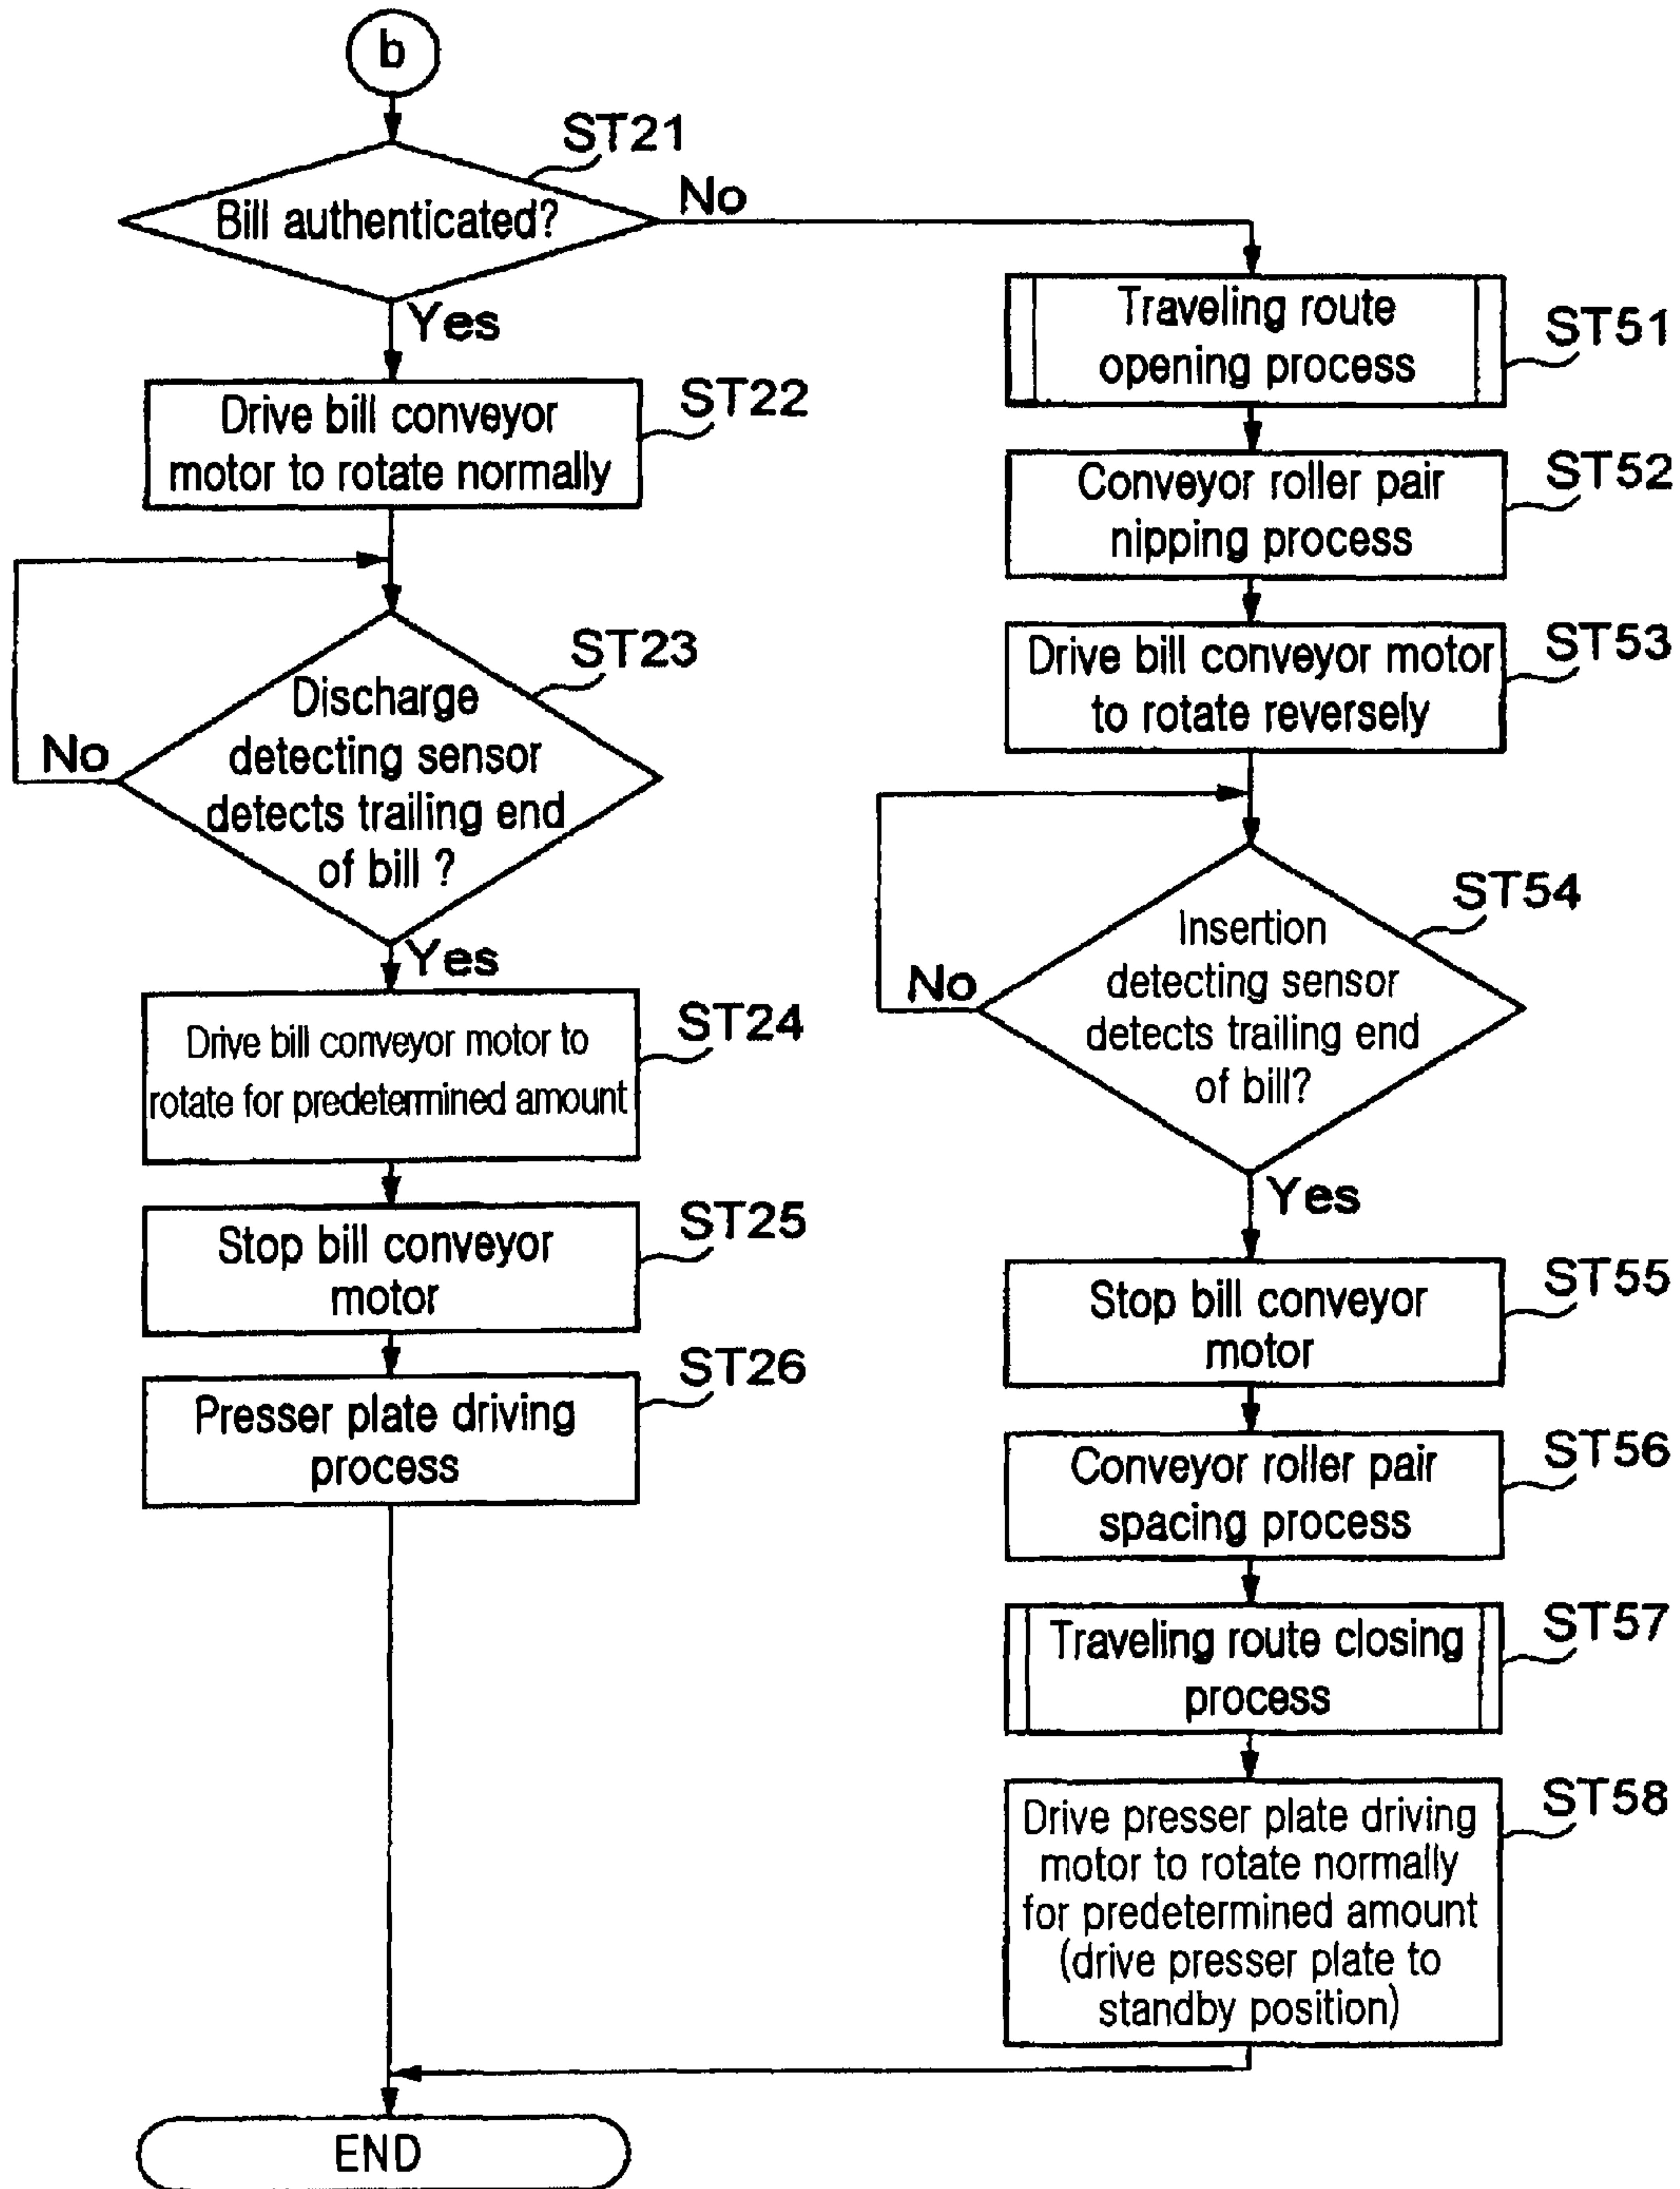 b
ST21
Bill authenticated?
No
Yes
Drive bill conveyor
motor to rotate normally
ST22
Discharge
detecting sensor
detects trailing end
of bill ?
ST23
No
Yes
Drive bill conveyor motor to
rotate for predetermined amount
ST24
Stop bill conveyor
motor
ST25
Presser plate driving
process
ST26
Traveling route
opening process
ST51
Conveyor roller pair
nipping process
ST52
Drive bill conveyor motor
to rotate reversely
ST53
Insertion
detecting sensor
detects trailing end
of bill?
ST54
No
Yes
Stop bill conveyor
motor
ST55
Conveyor roller pair
spacing process
ST56
Traveling route closing
process
ST57
Drive presser plate driving
motor to rotate normally
for predetermined amount
(drive presser plate to
standby position)
ST58
END